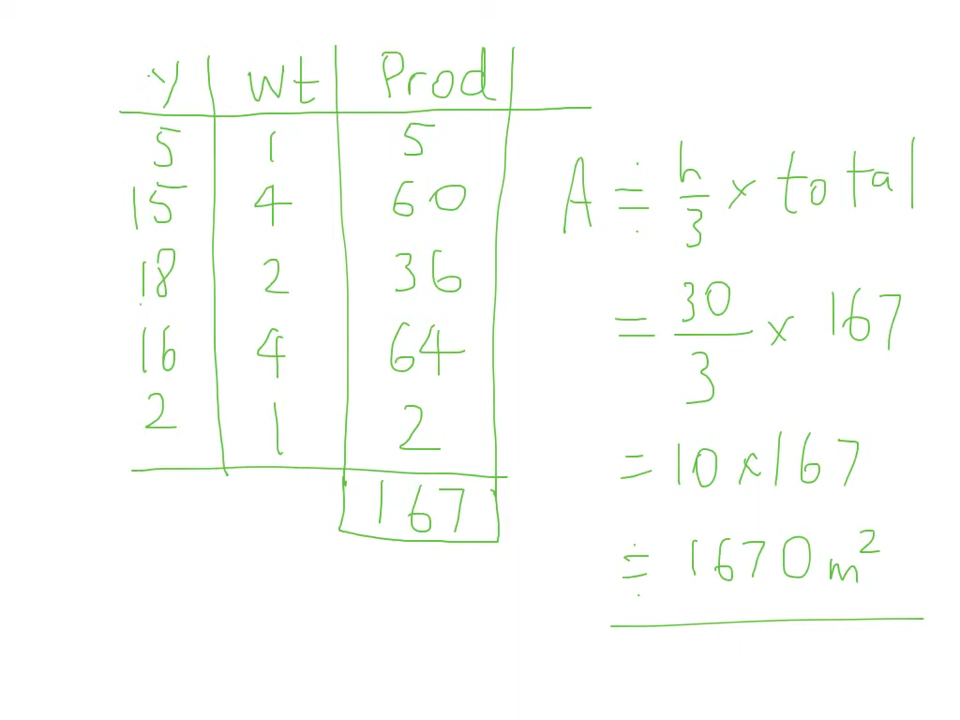 y wt Prod
5 1 5
15 4 60
18 2 36
16 4 64
2 1 2
167
A ≑ h/3 × total
= 30/3 × 167
= 10 × 167
≑ 1670 m²